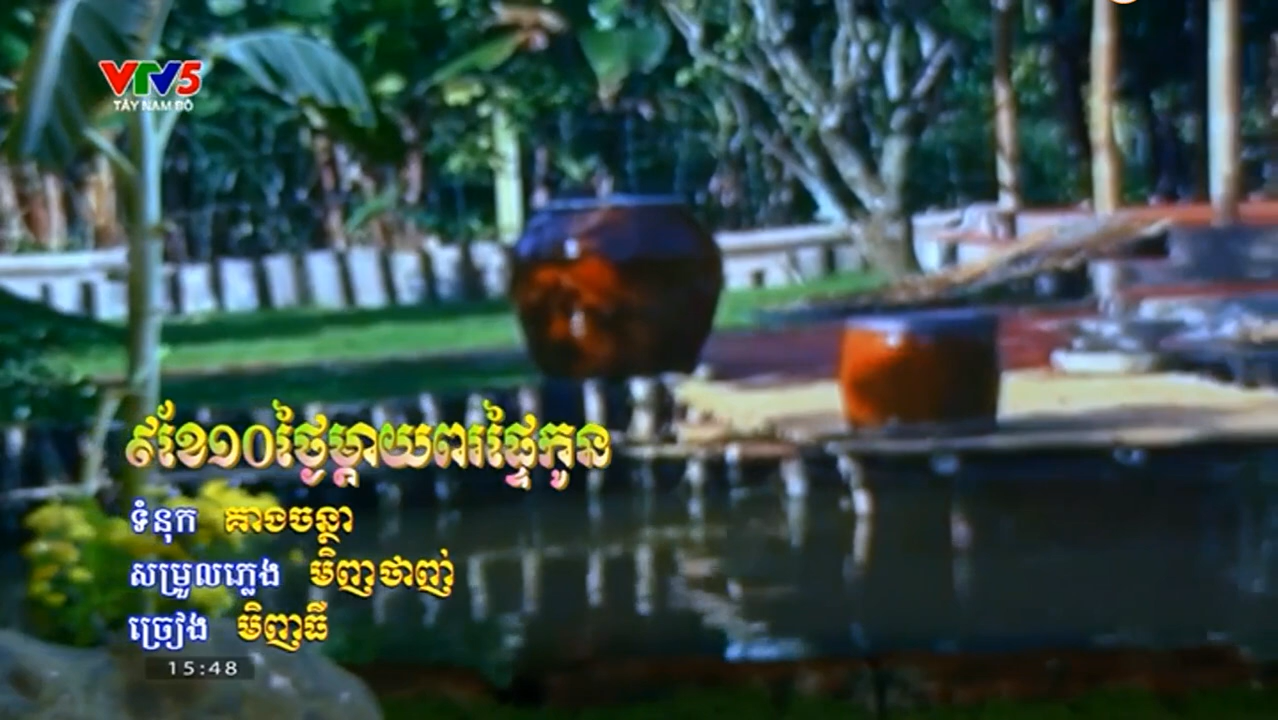 VTV5
TÂY NAM BỘ
៩ខែ១០ថ្ងៃម្តាយពរផ្ទៃកូន
ទំនុក គាងចន្ថា
សម្រួលភ្លេង មិញថាញ់
ច្រៀង មិញធី
15:48